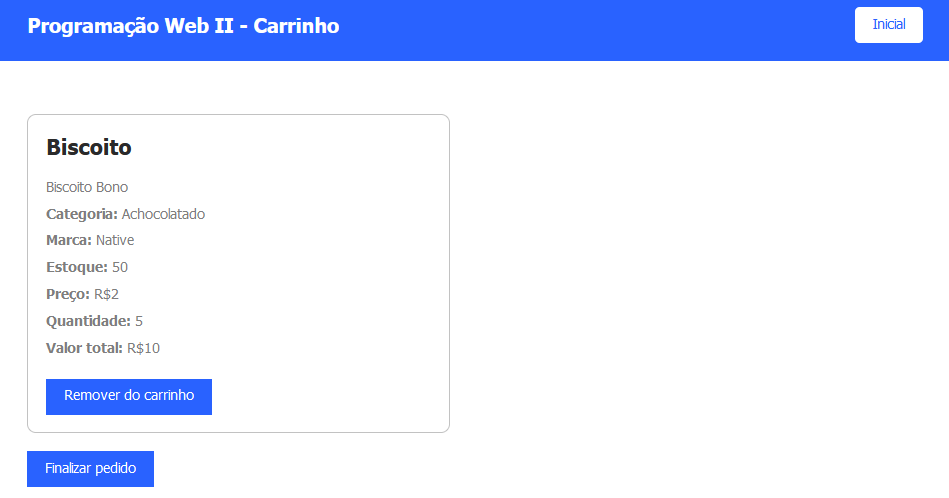 Programação Web II - Carrinho
Inicial
Biscoito
Biscoito Bono
Categoria: Achocolatado
Marca: Native
Estoque: 50
Preço: R$2
Quantidade: 5
Valor total: R$10
Remover do carrinho
Finalizar pedido